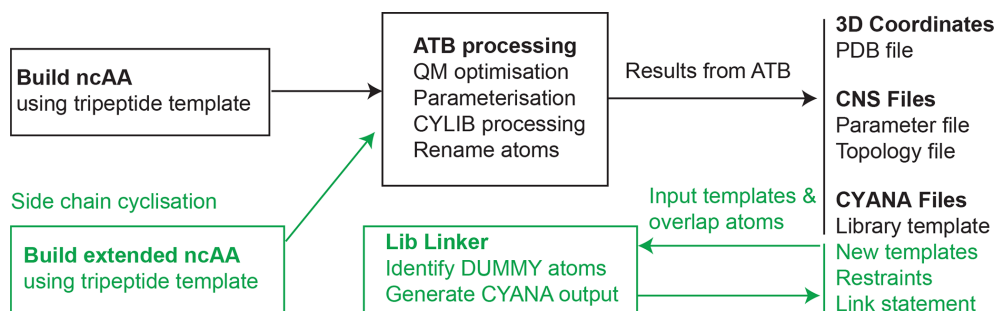 Build ncAA
using tripeptide template
ATB processing
QM optimisation
Parameterisation
CYLIB processing
Rename atoms
Results from ATB
3D Coordinates
PDB file
CNS Files
Parameter file
Topology file
CYANA Files
Library template
New templates
Restraints
Link statement
Side chain cyclisation
Build extended ncAA
using tripeptide template
Lib Linker
Identify DUMMY atoms
Generate CYANA output
Input templates &
overlap atoms